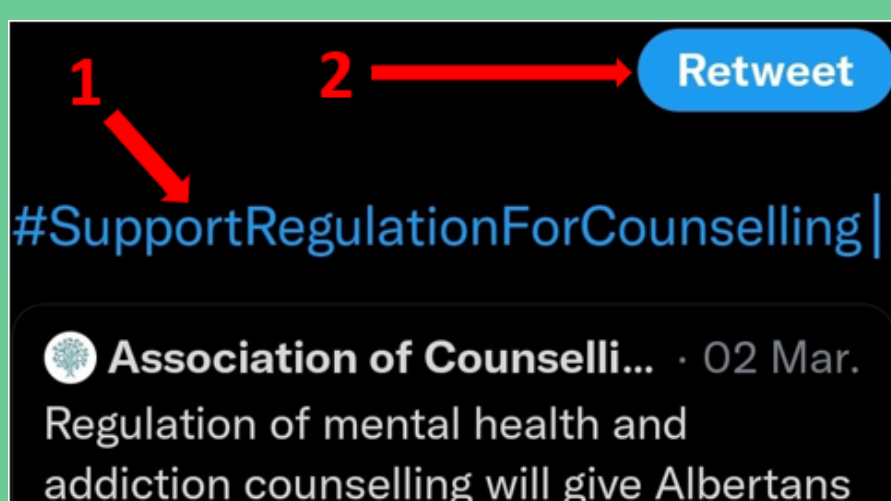 1 2 Retweet
#SupportRegulationForCounselling
Association of Counselli... · 02 Mar.
Regulation of mental health and
addiction counselling will give Albertans